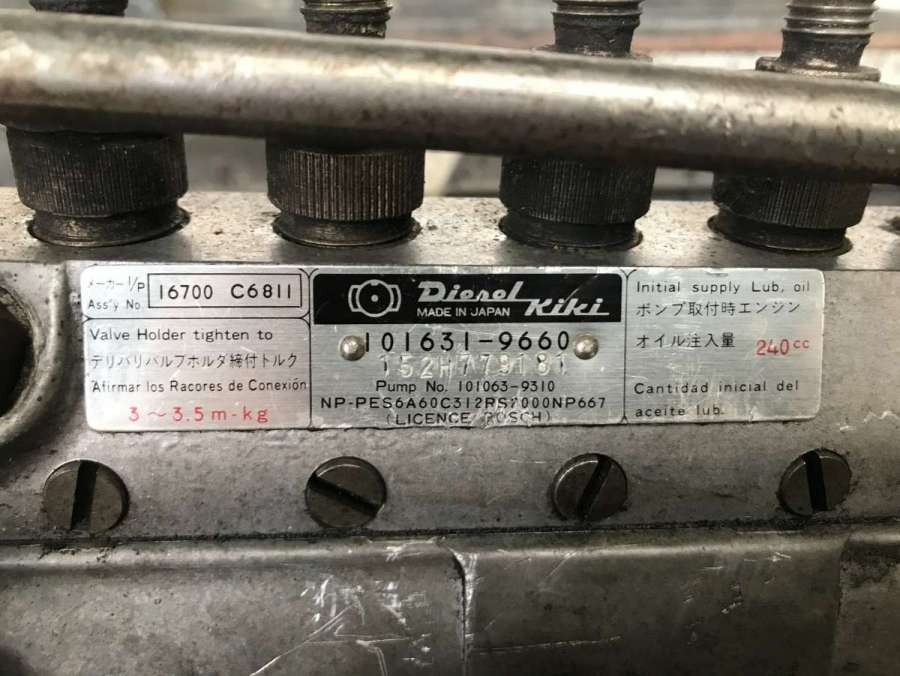 メーカーI/P
Ass'y No.
16700 C6811
Valve Holder tighten to
デリバリバルブホルダ締付トルク
Afirmar los Racores de Conexión
3 ~ 3.5 m-kg
Diesel Kiki
MADE IN JAPAN
101631-9660
152H779181
Pump No. 101063-9310
NP-PES6A60C312RS2000NP667
(LICENCE BOSCH)
Initial supply Lub, oil
ポンプ取付時エンジン
オイル注入量
240cc
Cantidad inicial del
aceite lub.